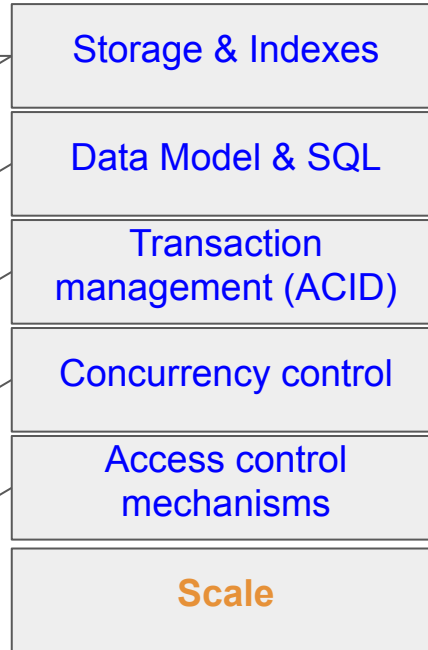 Storage & Indexes
Data Model & SQL
Transaction
management (ACID)
Concurrency control
Access control
mechanisms
Scale